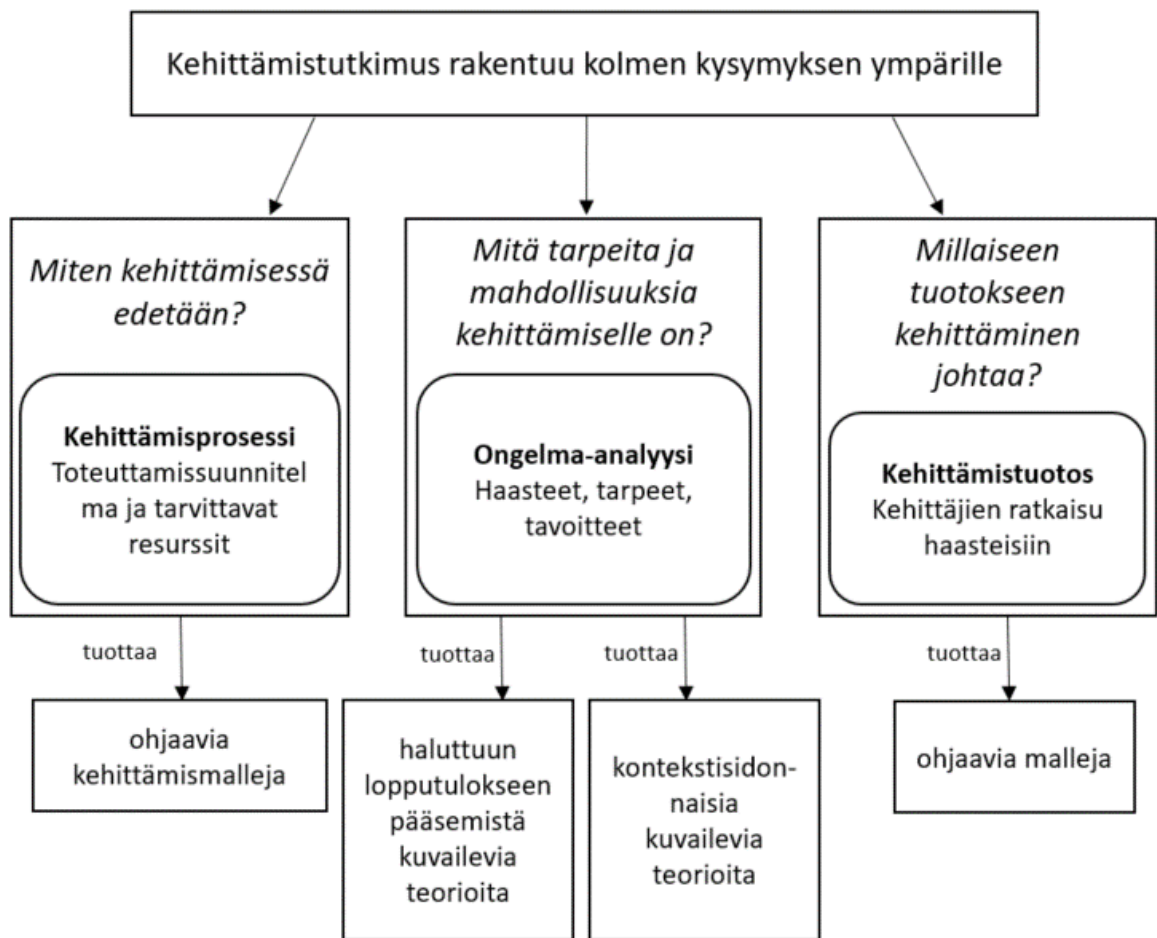 Kehittämistutkimus rakentuu kolmen kysymyksen ympärille
Miten kehittämisessä
edetään?
Kehittämisprosessi
Toteuttamissuunnitel
ma ja tarvittavat
resurssit
Mitä tarpeita ja
mahdollisuuksia
kehittämiselle on?
Ongelma-analyysi
Haasteet, tarpeet,
tavoitteet
Millaiseen
tuotokseen
kehittäminen
johtaa?
Kehittämistuotos
Kehittäjien ratkaisu
haasteisiin
tuottaa
tuottaa
tuottaa
tuottaa
ohjaavia
kehittämismalleja
haluttuun
lopputulokseen
pääsemistä
kuvailevia
teorioita
kontekstisidon-
naisia
kuvailevia
teorioita
ohjaavia malleja